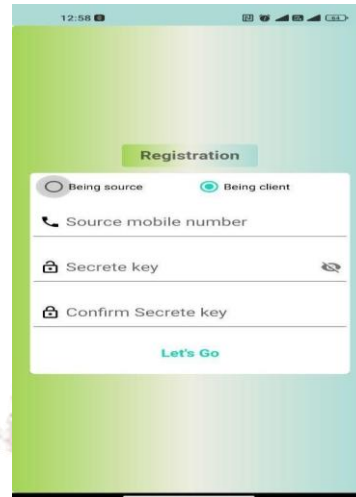 12:58
Registration
Being source Being client
Source mobile number
Secrete key
Confirm Secrete key
Let's Go